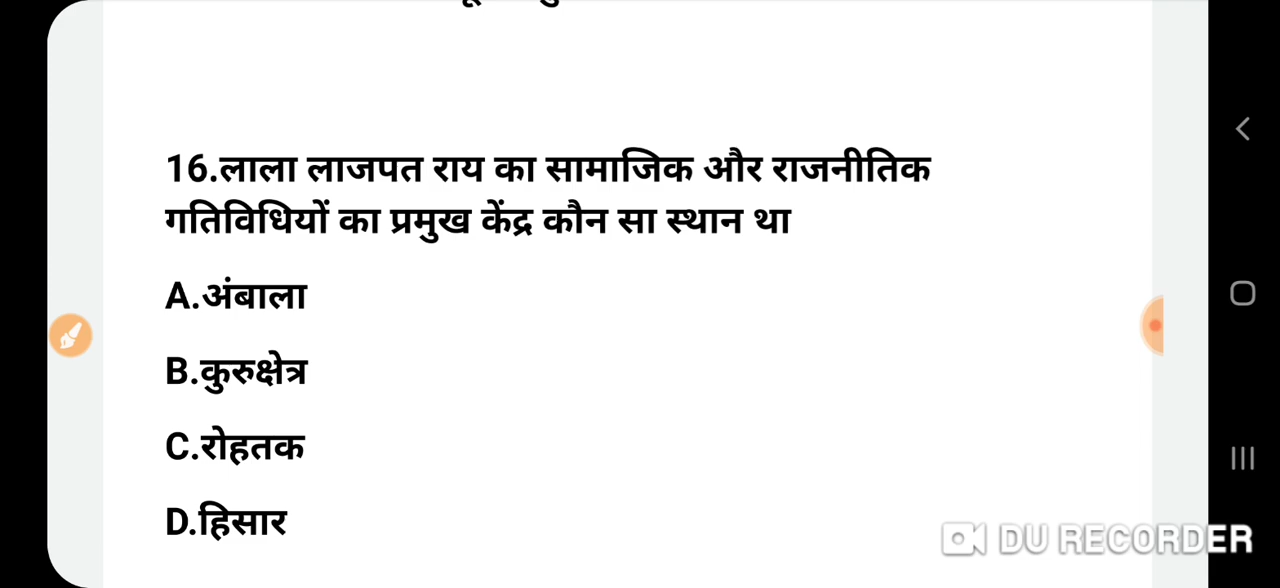 16.लाला लाजपत राय का सामाजिक और राजनीतिक
गतिविधियों का प्रमुख केंद्र कौन सा स्थान था
A.अंबाला
B.कुरुक्षेत्र
C.रोहतक
D.हिसार
DU RECORDER